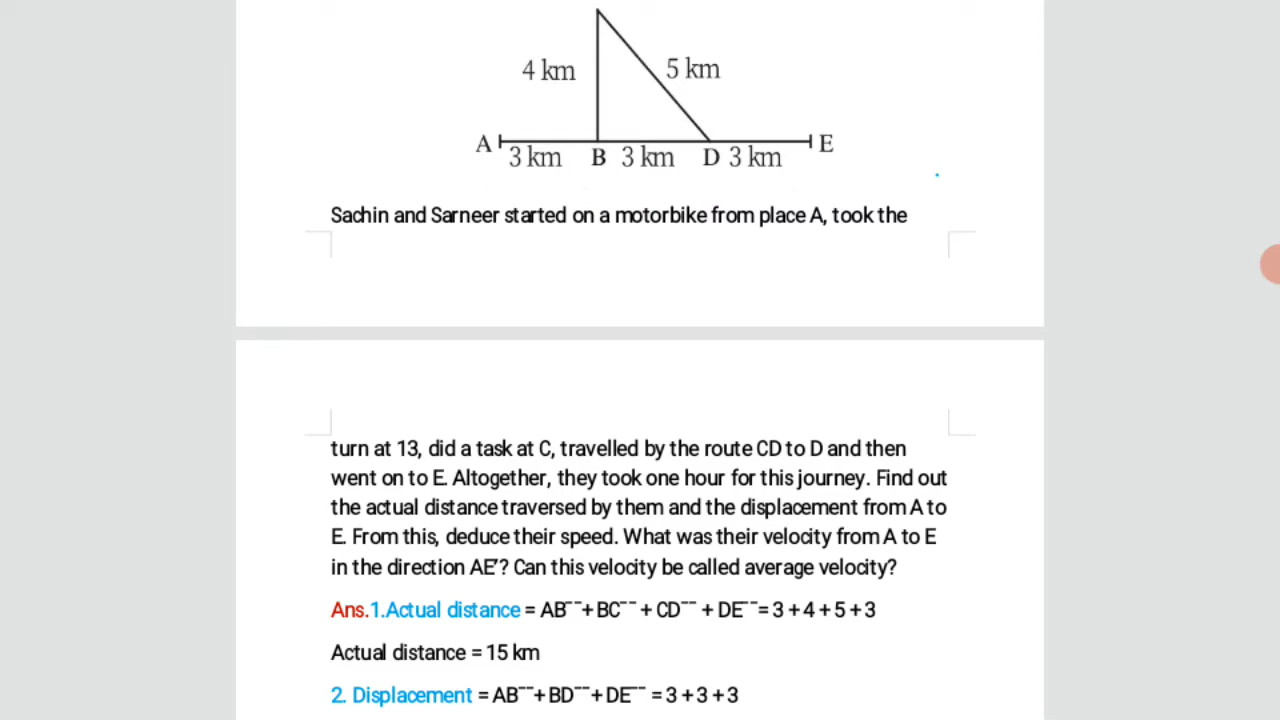 4 km 5 km
A 3 km B 3 km D 3 km E
Sachin and Sarneer started on a motorbike from place A, took the
turn at 13, did a task at C, travelled by the route CD to D and then
went on to E. Altogether, they took one hour for this journey. Find out
the actual distance traversed by them and the displacement from A to
E. From this, deduce their speed. What was their velocity from A to E
in the direction AE'? Can this velocity be called average velocity?
Ans.1.Actual distance = AB¯¯+ BC¯¯ + CD¯¯ + DE¯¯= 3 + 4 + 5 + 3
Actual distance = 15 km
2. Displacement = AB¯¯+ BD¯¯+ DE¯¯ = 3 +3 +3